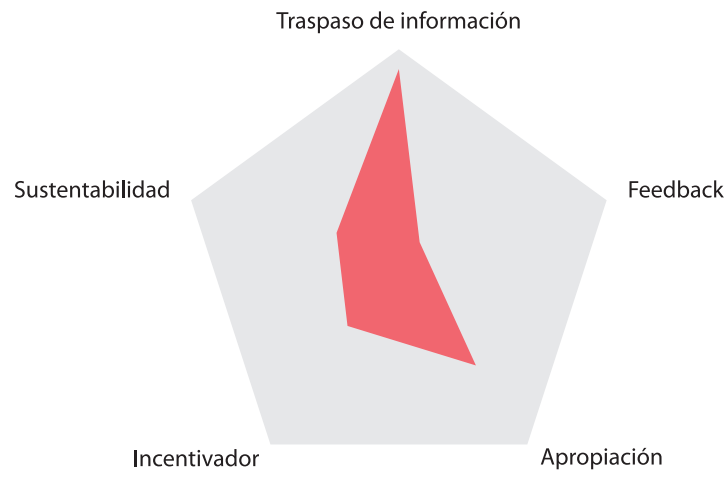 Traspaso de información
Sustentabilidad
Feedback
Incentivador
Apropiación